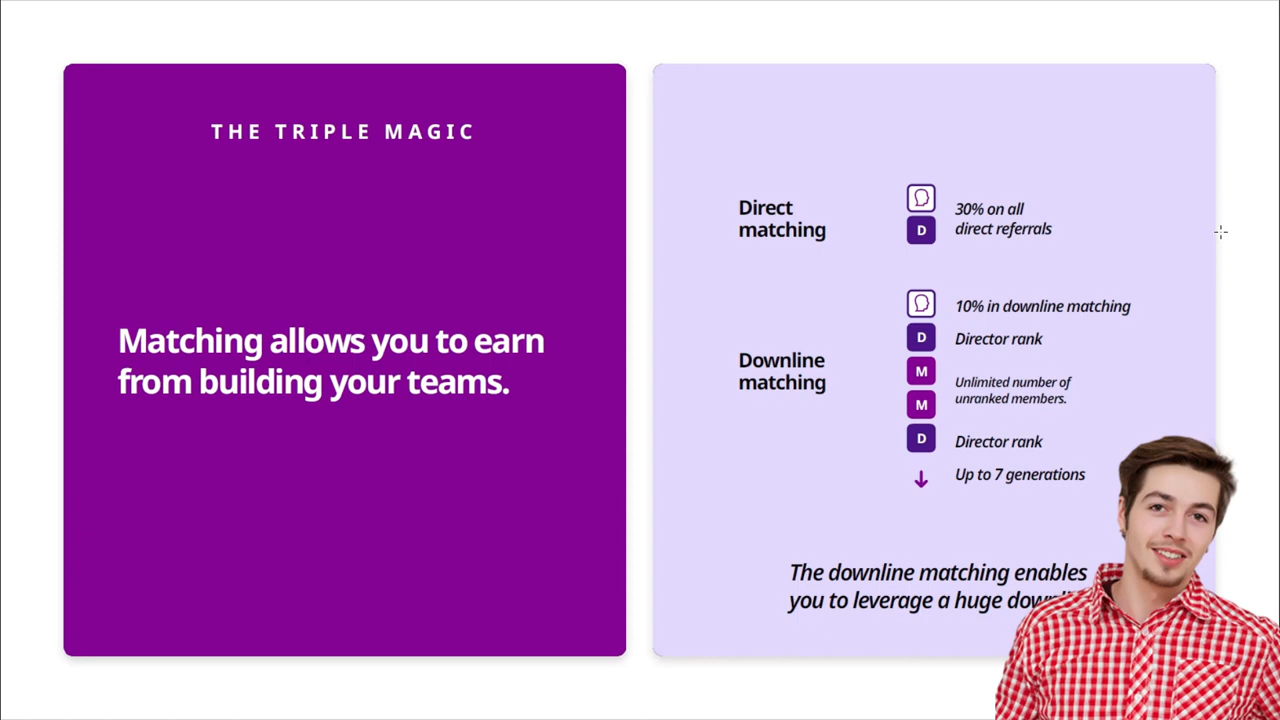 THE TRIPLE MAGIC
Matching allows you to earn
from building your teams.
Direct
matching
D
30% on all
direct referrals
Downline
matching
10% in downline matching
D
Director rank
M
Unlimited number of
unranked members.
M
D
Director rank
Up to 7 generations
The downline matching enables
you to leverage a huge